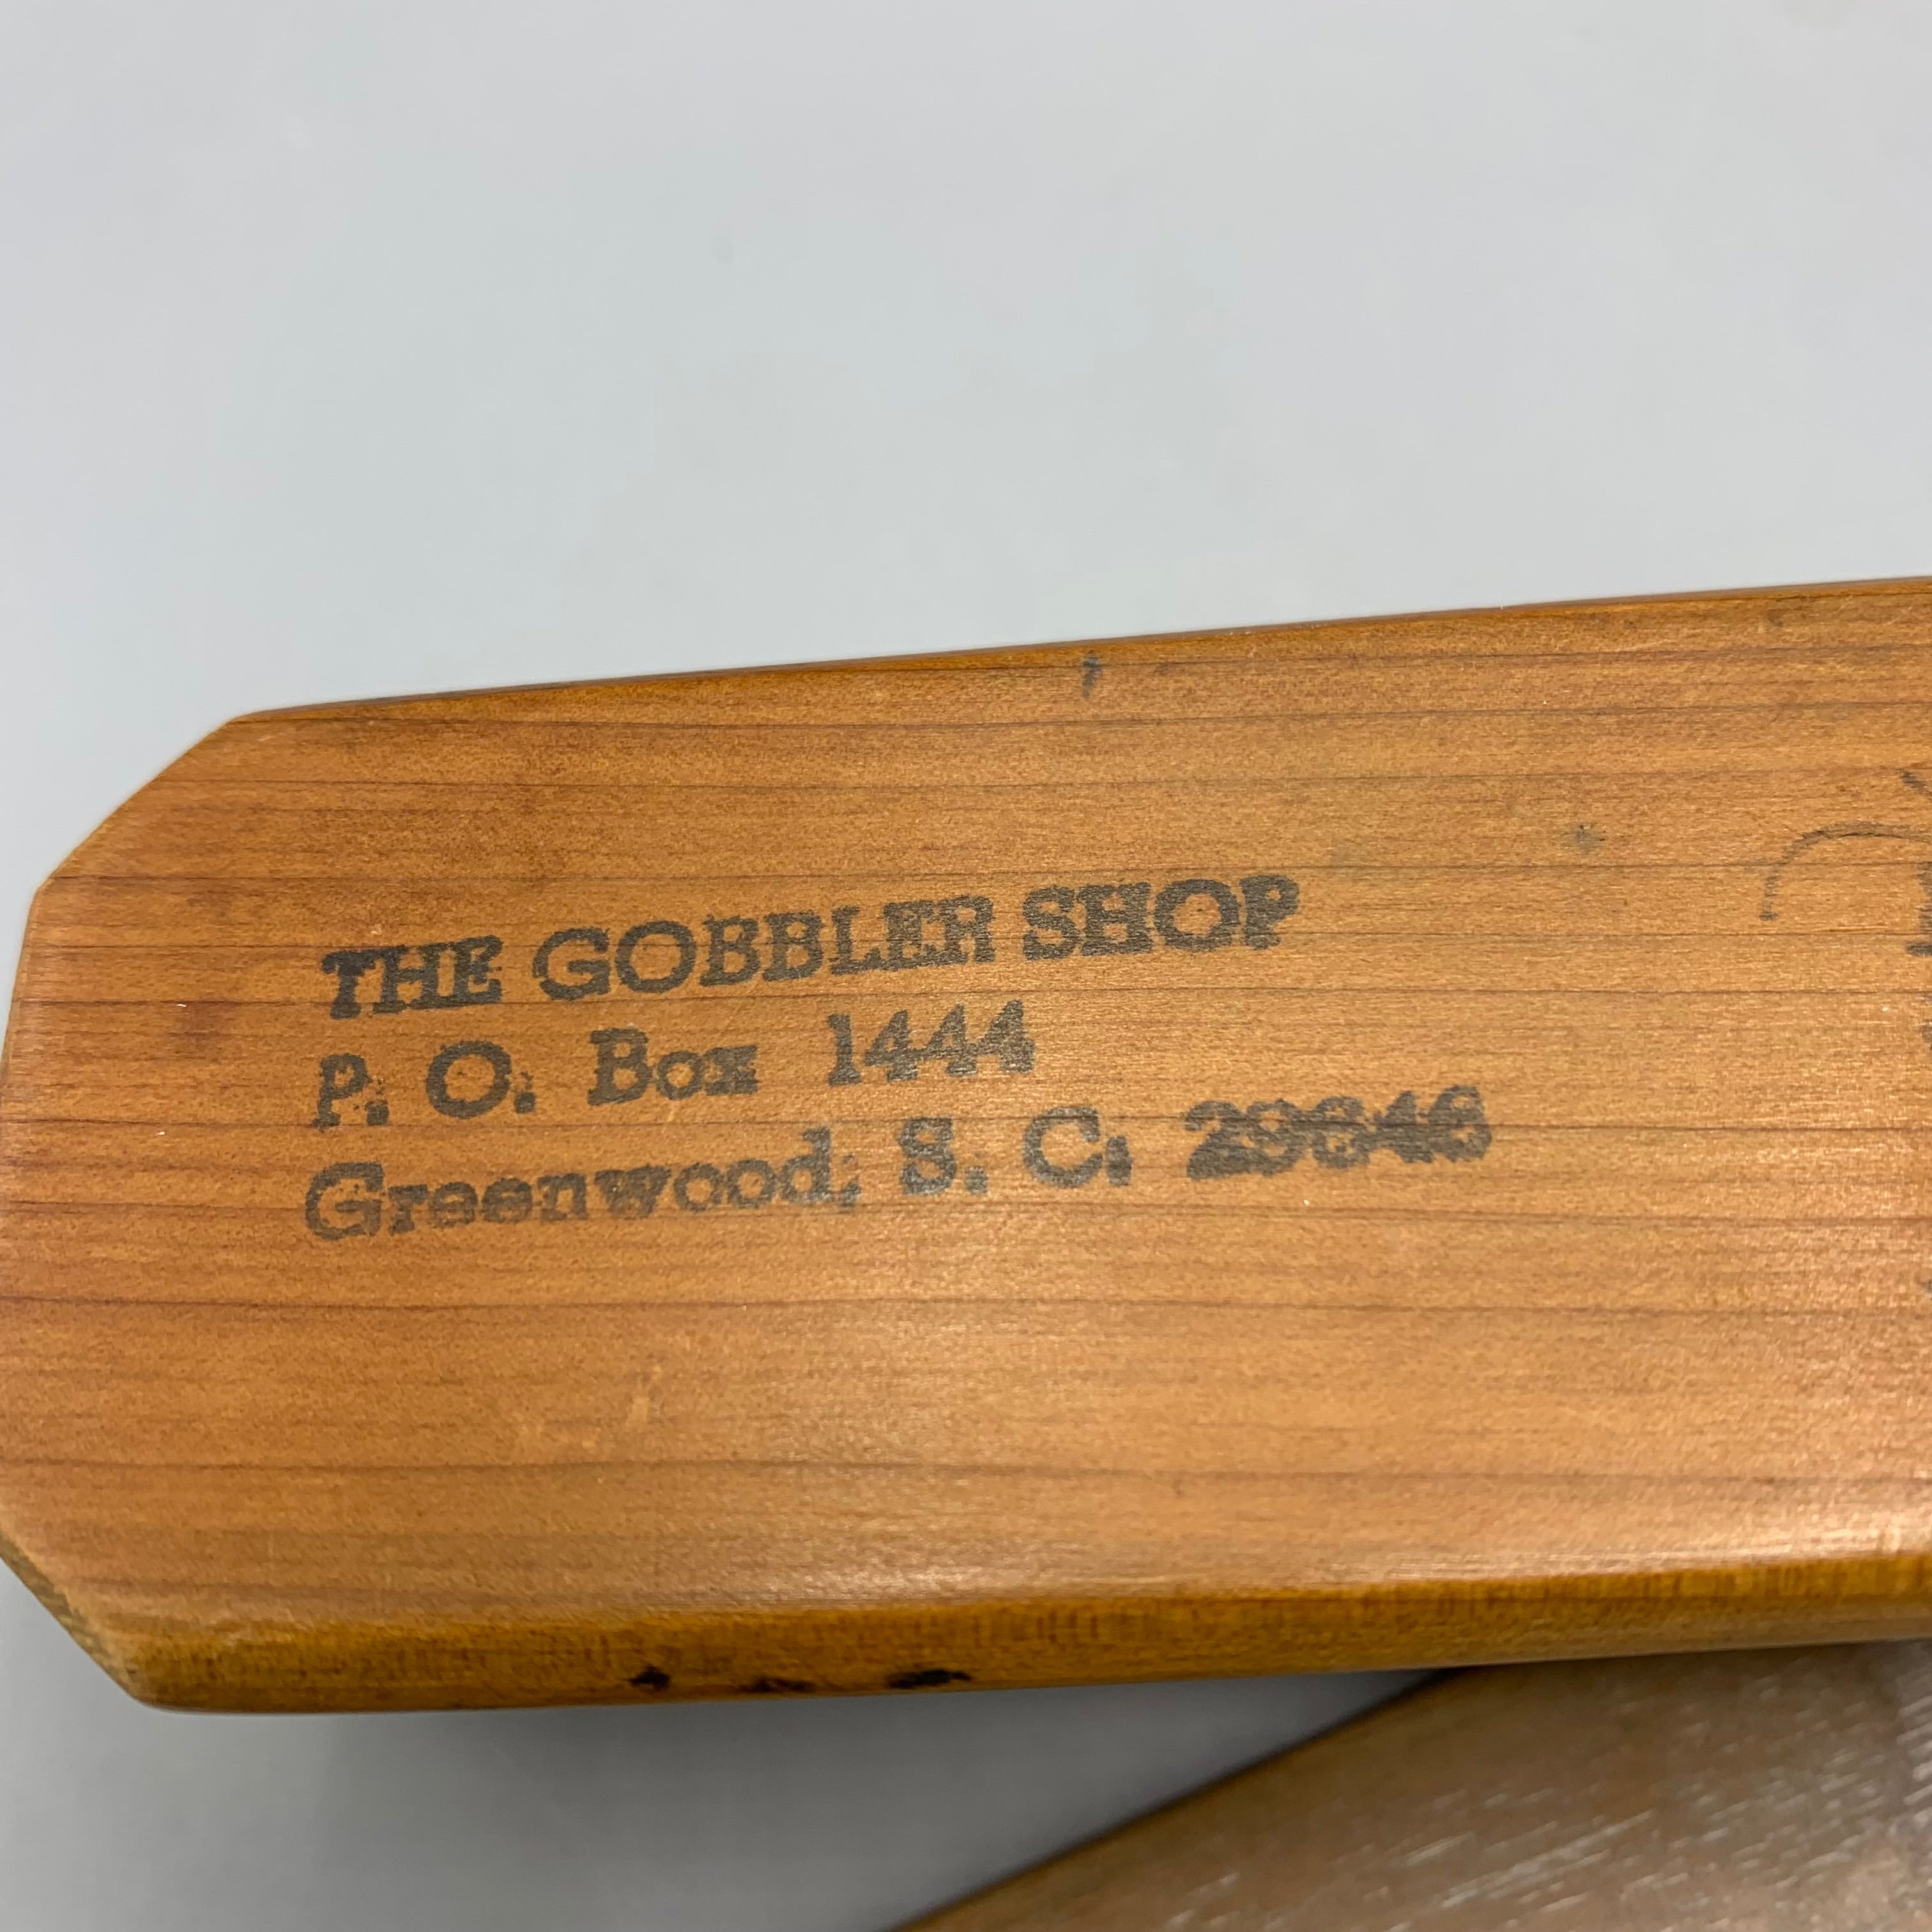 THE GOBBLER SHOP
P. O. Box 1444
Greenwood, S. C. 29646